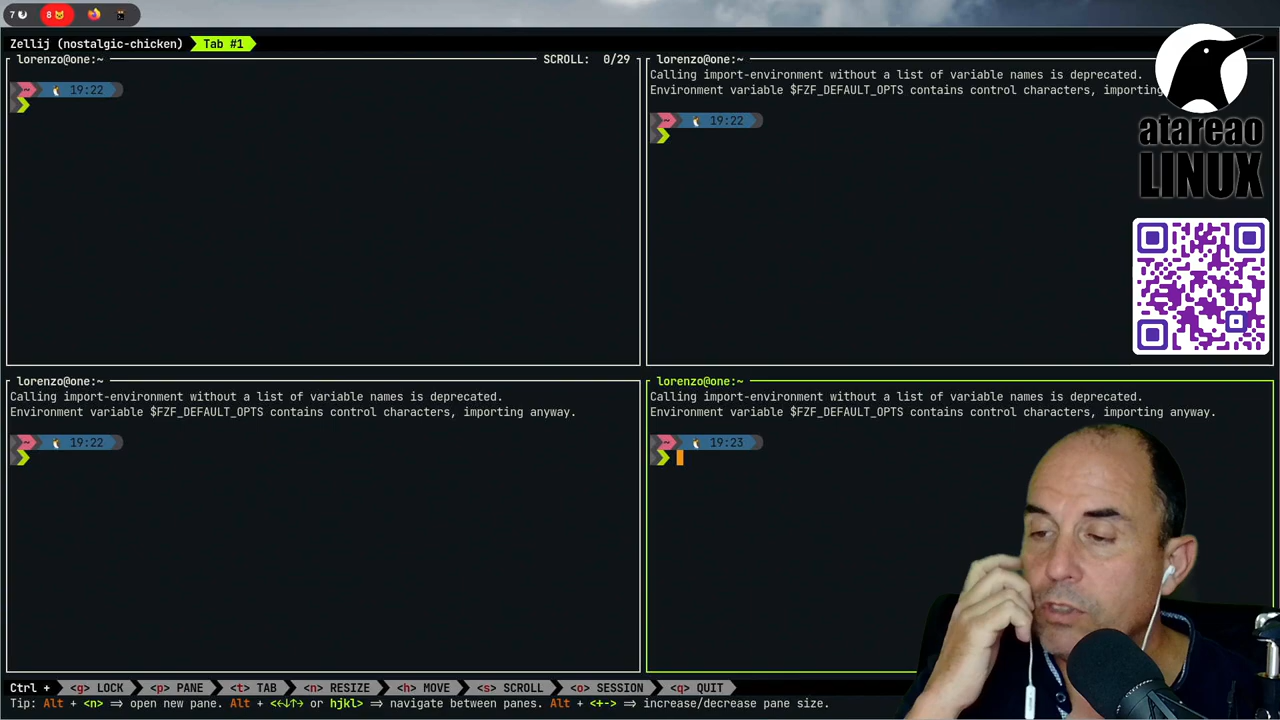 7 8
Zellij (nostalgic-chicken) Tab #1
lorenzo@one:~ SCROLL: 0/29
~ 19:22
lorenzo@one:~
Calling import-environment without a list of variable names is deprecated.
Environment variable $FZF_DEFAULT_OPTS contains control characters, importing
~ 19:22
atareao
LINUX
lorenzo@one:~
Calling import-environment without a list of variable names is deprecated.
Environment variable $FZF_DEFAULT_OPTS contains control characters, importing anyway.
~ 19:22
lorenzo@one:~
Calling import-environment without a list of variable names is deprecated.
Environment variable $FZF_DEFAULT_OPTS contains control characters, importing anyway.
~ 19:23
Ctrl + <g> LOCK <p> PANE <t> TAB <n> RESIZE <h> MOVE <s> SCROLL <o> SESSION <q> QUIT
Tip: Alt + <n> => open new pane. Alt + <←↓↑→> or hjkl> => navigate between panes. Alt + <+-> => increase/decrease pane size.